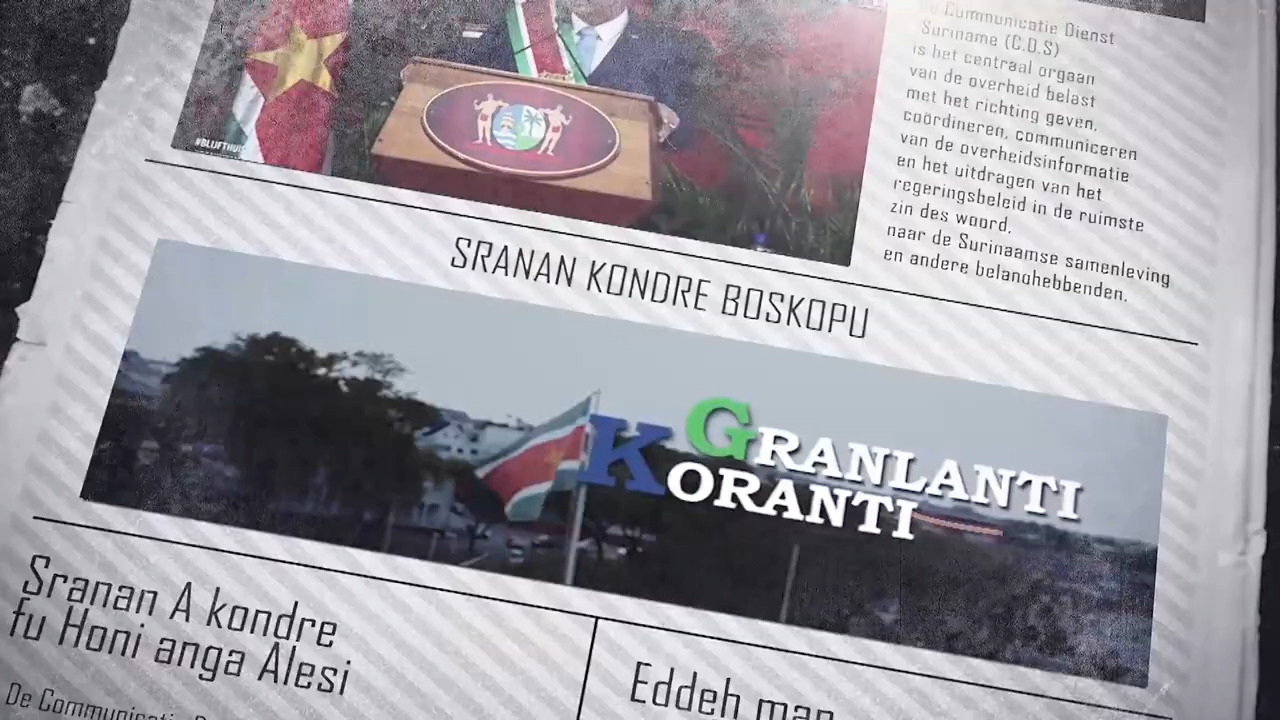 Communicatie Dienst
Suriname (C.D.S)
is het centraal orgaan
van de overheid belast
met het richting geven,
coördineren, communiceren
van de overheidsinformatie
en het uitdragen van het
regeringsbeleid in de ruimste
zin des woord,
naar de Surinaamse samenleving
en andere belanghebbenden.
SRANAN KONDRE BOSKOPU
GRANLANTI
KORANTI
Sranan A kondre
fu Honi anga Alesi
De Communicatie
Eddeh man